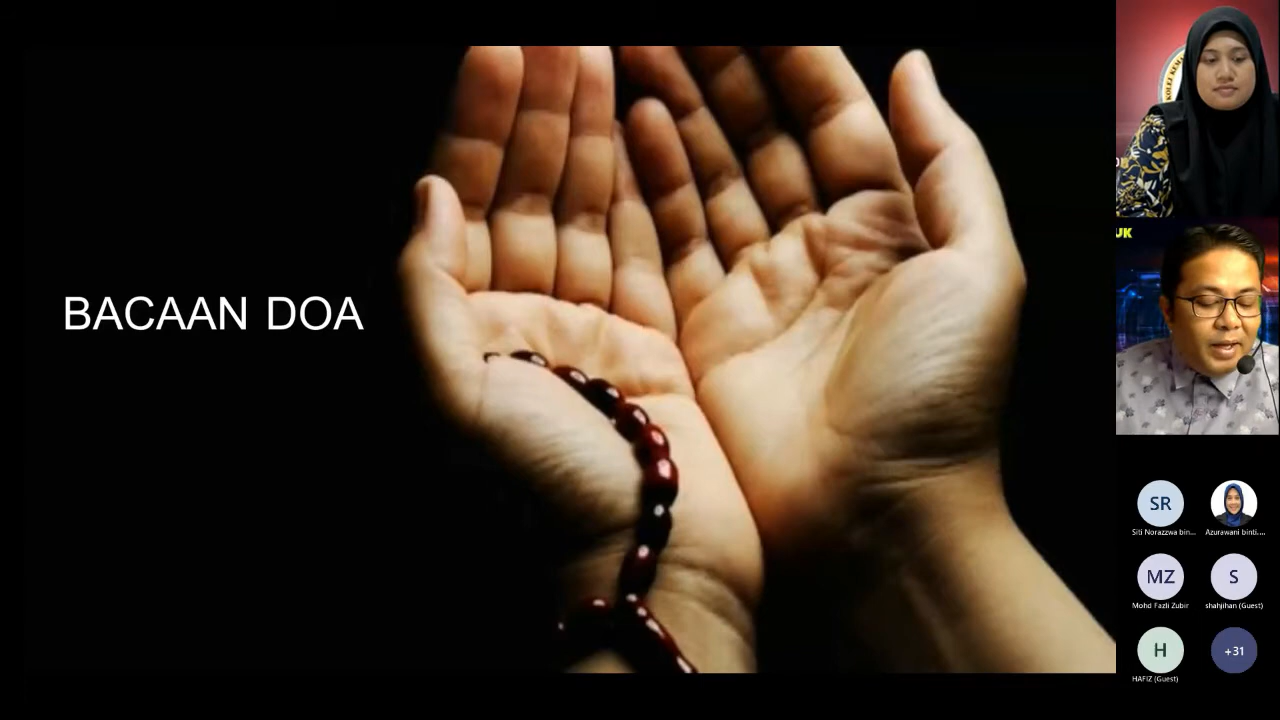 BACAAN DOA
UK
SR
Siti Norazzwa bin...
Azurawani binti....
MZ
S
Mohd Fazli Zubir
shahjihan (Guest)
H
+31
HAFIZ (Guest)